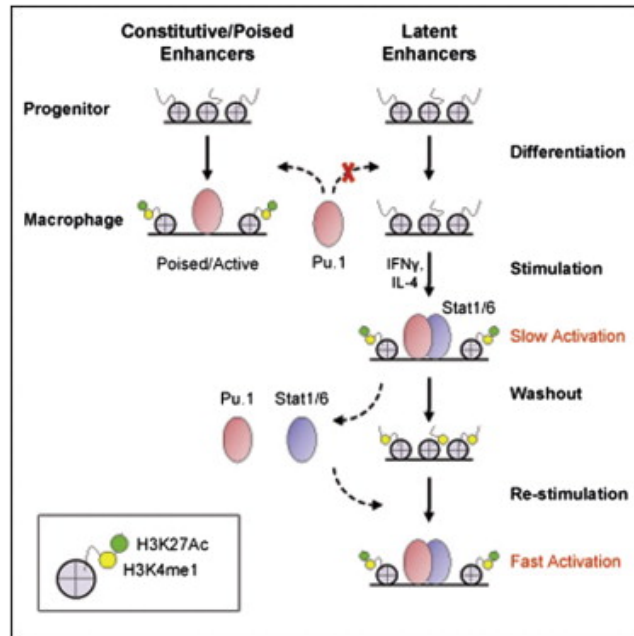 Constitutive/Poised
Enhancers
Latent
Enhancers
Progenitor
Differentiation
Macrophage
Poised/Active
Pu.1
IFNγ,
IL-4
Stimulation
Stat1/6
Slow Activation
Washout
Pu.1
Stat1/6
Re-stimulation
H3K27Ac
H3K4me1
Fast Activation